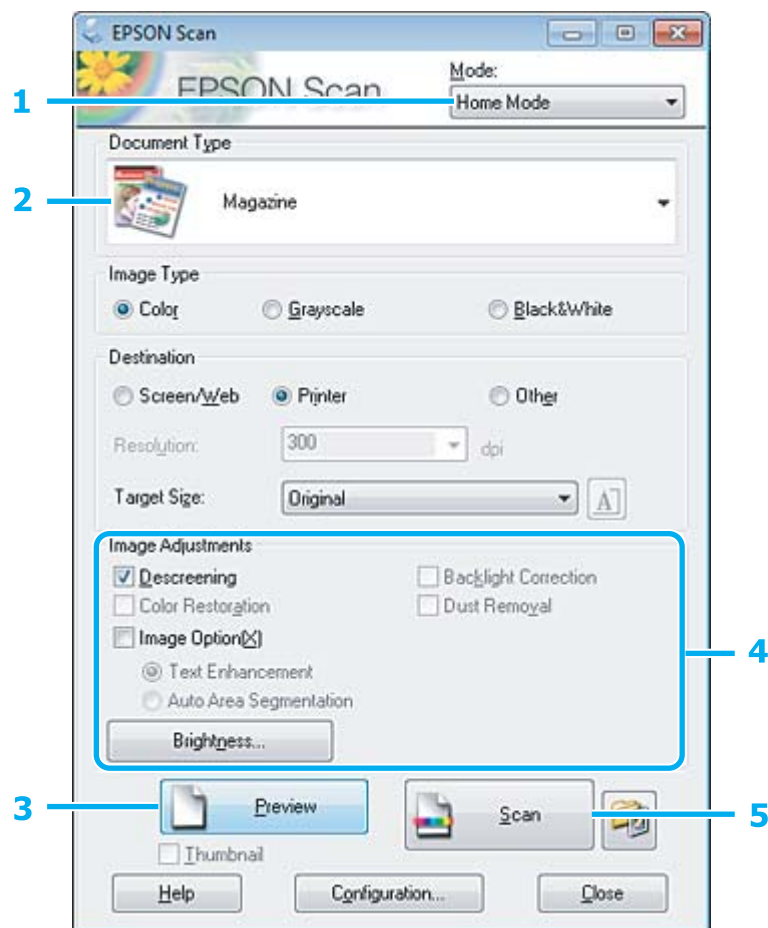 EPSON Scan
EPSON Scan
Mode:
1
Home Mode
Document Type
2
Magazine
Image Type
Color Grayscale Black&White
Destination
Screen/Web Printer Other
Resolution: 300 dpi
Target Size: Original A
Image Adjustments
Descreening Backlight Correction
Color Restoration Dust Removal
Image Option(X)
4
Text Enhancement
Auto Area Segmentation
Brightness...
3 Preview Scan 5
Thumbnail
Help Configuration... Close